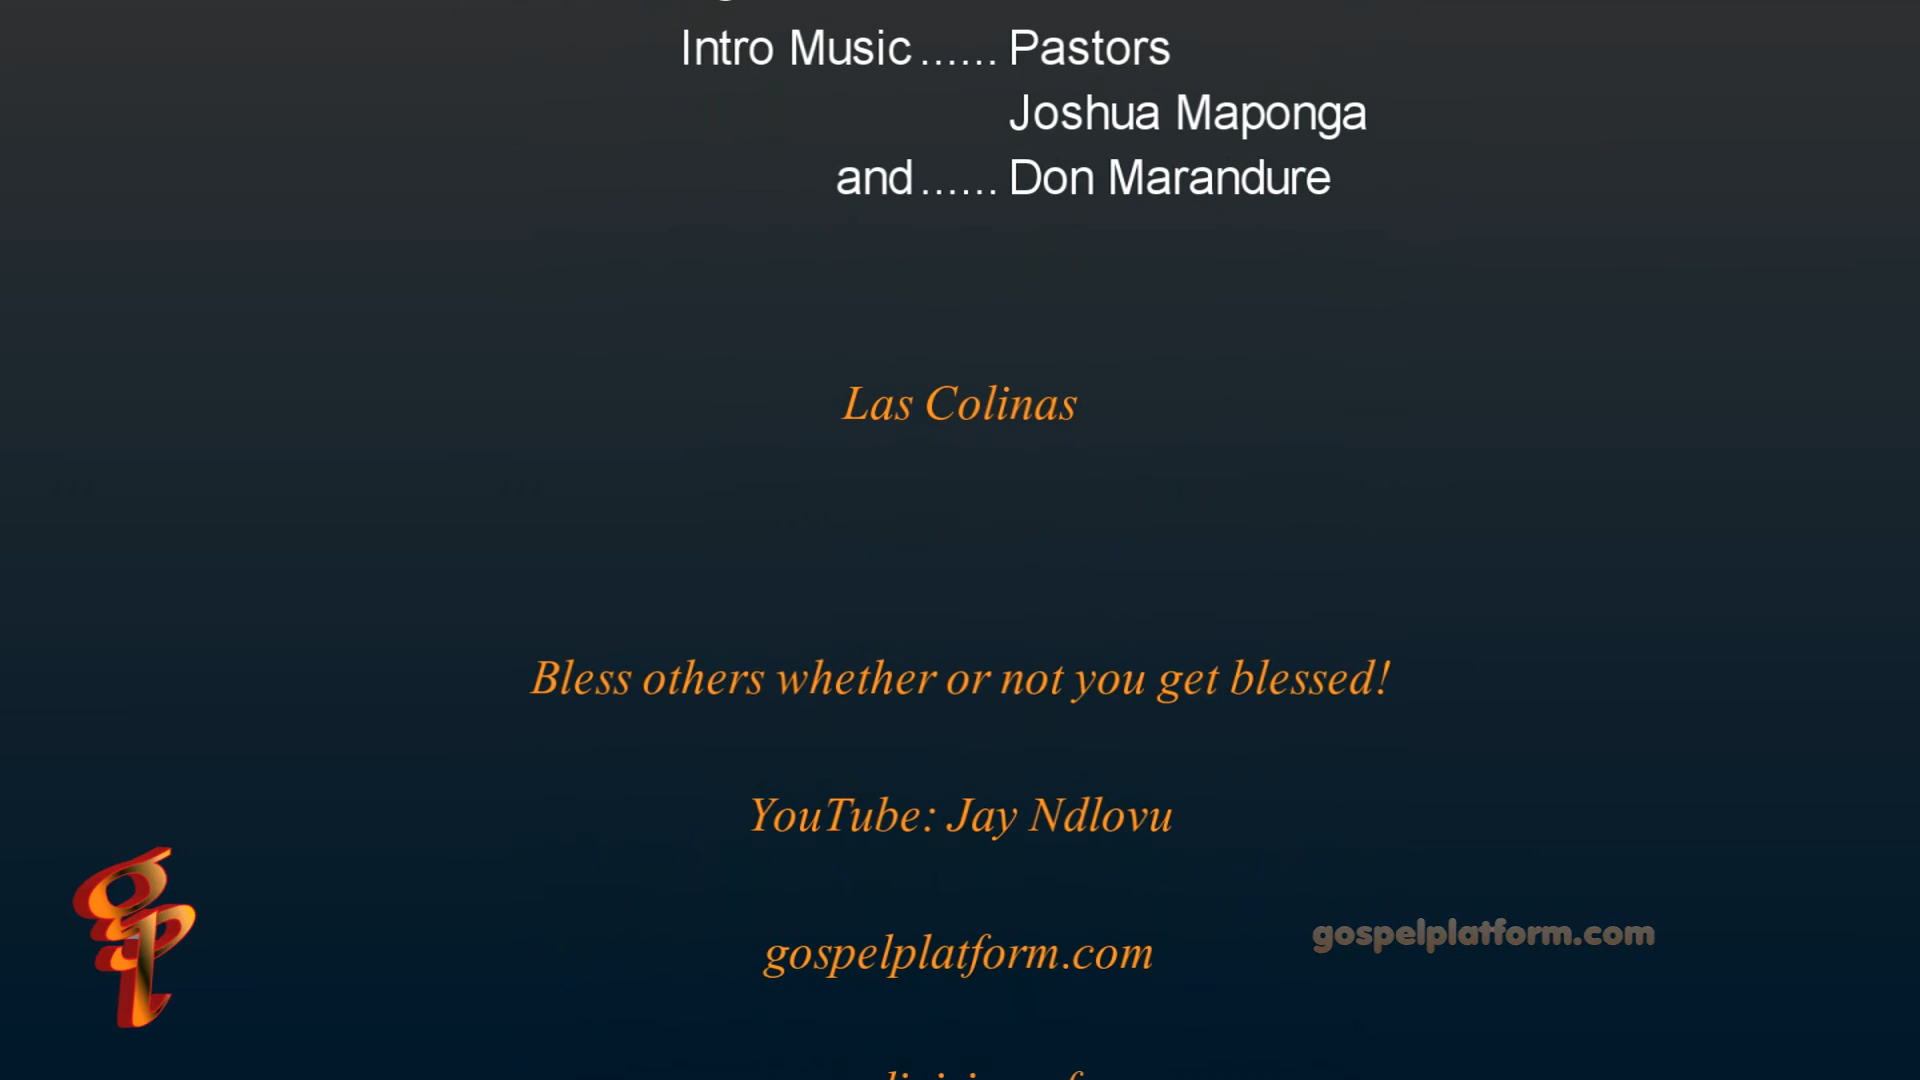 Intro Music ...... Pastors
Joshua Maponga
and ...... Don Marandure
Las Colinas
Bless others whether or not you get blessed!
YouTube: Jay Ndlovu
gospelplatform.com
gospelplatform.com
gp